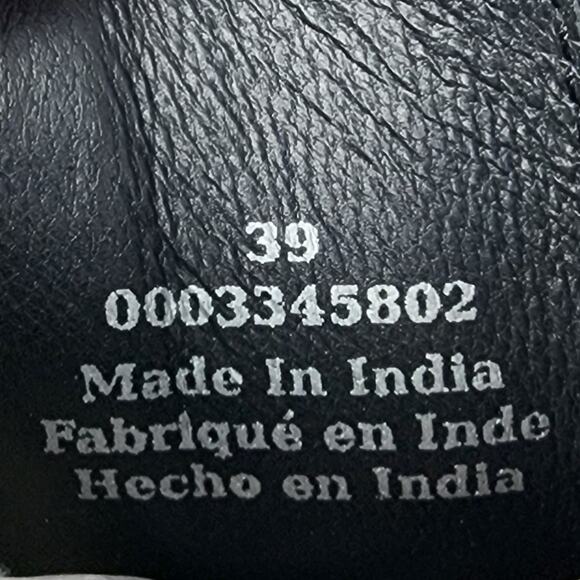 39
0003345802
Made In India
Fabriqué en Inde
Hecho en India